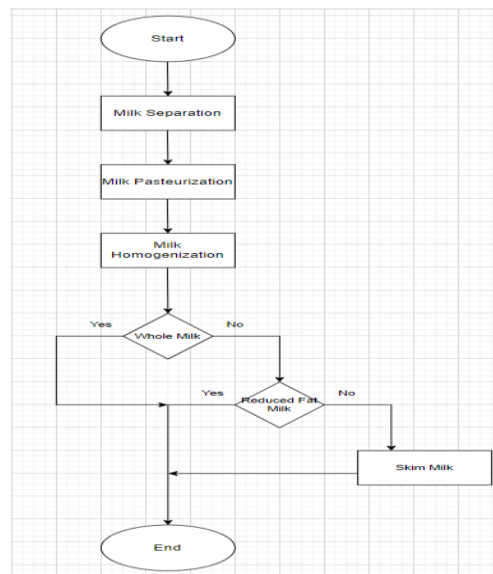 Start
Milk Separation
Milk Pasteurization
Milk
Homogenization
Yes
Whole Milk
No
Yes
Reduced Fat
Milk
No
Skim Milk
End